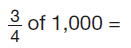 3/4 of 1,000 =